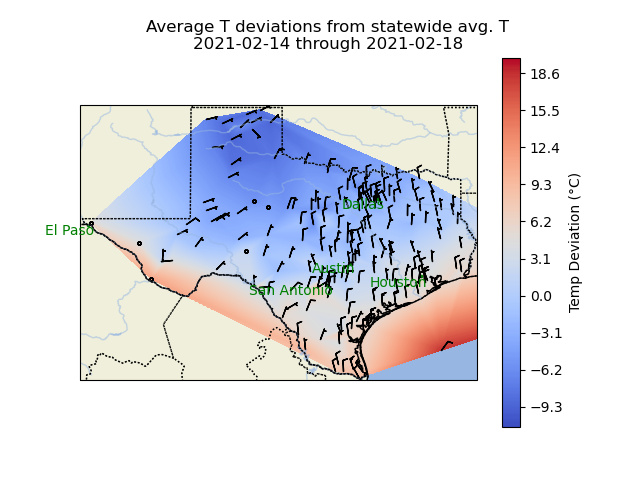 Average T deviations from statewide avg. T
2021-02-14 through 2021-02-18
18.6
15.5
12.4
9.3
6.2
3.1
0.0
−3.1
−6.2
−9.3
Temp Deviation (°C)
Dallas
El Paso
Austin
San Antonio
Houston